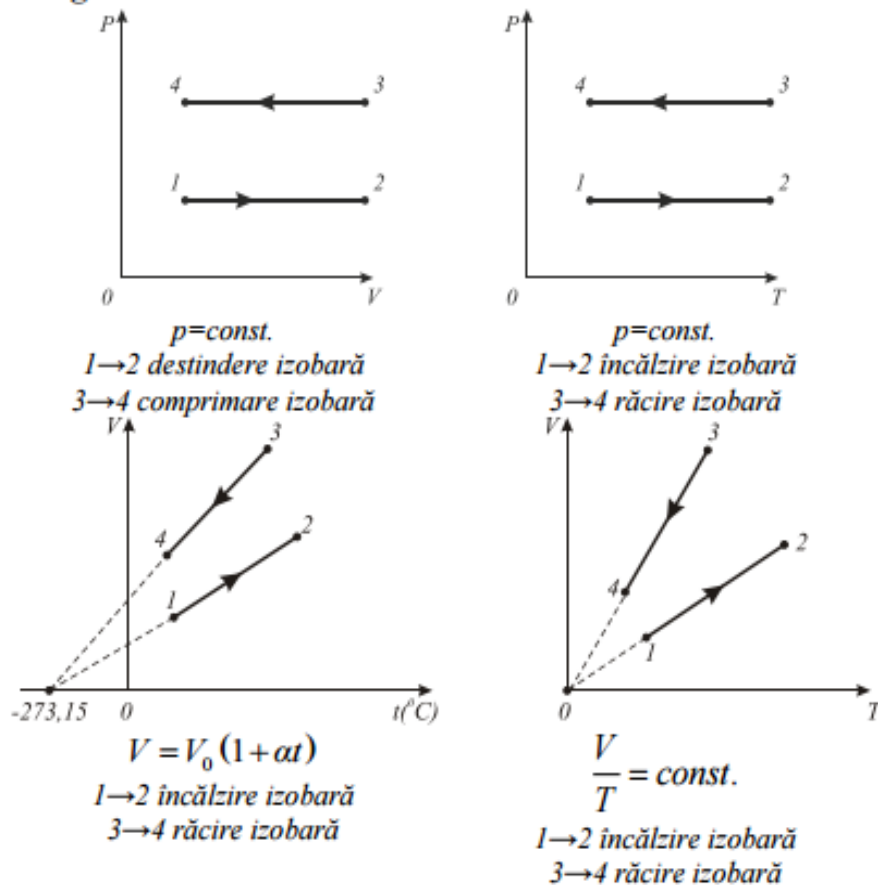 P
4
3
1
2
0
V
p=const.
1→2 destindere izobară
3→4 comprimare izobară
P
4
3
1
2
0
T
p=const.
1→2 încălzire izobară
3→4 răcire izobară
V
3
4
2
1
-273,15
0
t(°C)
V = V₀ (1 + αt)
1→2 încălzire izobară
3→4 răcire izobară
V
3
2
4
1
0
T
V/T = const.
1→2 încălzire izobară
3→4 răcire izobară